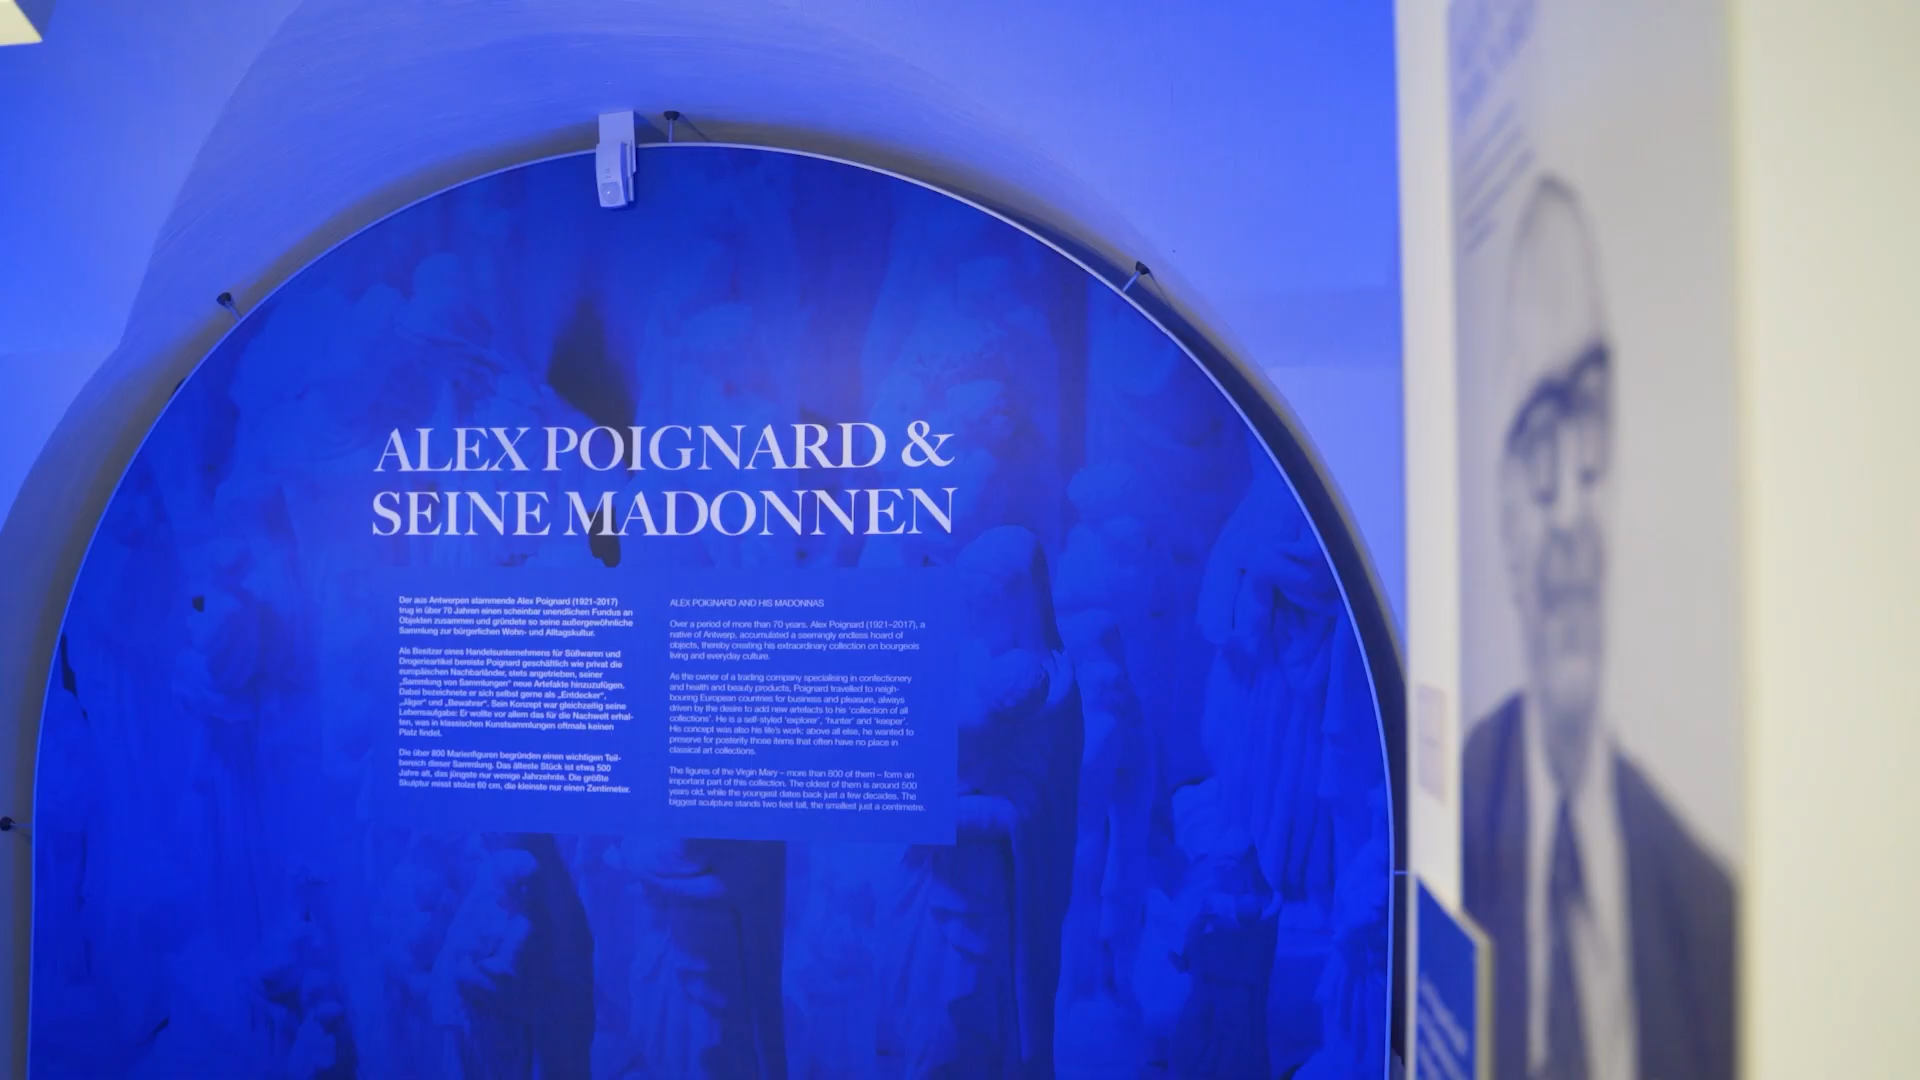 ALEX POIGNARD &
SEINE MADONNEN
Der aus Antwerpen stammende Alex Poignard (1921–2017)
trug in über 70 Jahren einen scheinbar unendlichen Fundus an
Objekten zusammen und gründete so seine außergewöhnliche
Sammlung zur bürgerlichen Wohn- und Alltagskultur.
Als Besitzer eines Handelsunternehmens für Süßwaren und
Drogerieartikel bereiste Poignard geschäftlich wie privat die
europäischen Nachbarländer, stets angetrieben, seiner
„Sammlung von Sammlungen“ neue Artefakte hinzuzufügen.
Dabei bezeichnete er sich selbst gerne als „Entdecker“,
„Jäger“ und „Bewahrer“. Sein Konzept war gleichzeitig seine
Lebensaufgabe: Er wollte vor allem das für die Nachwelt erhal-
ten, was in klassischen Kunstsammlungen oftmals keinen
Platz findet.
Die über 800 Marienfiguren begründen einen wichtigen Teil-
bereich dieser Sammlung. Das älteste Stück ist etwa 500
Jahre alt, das jüngste nur wenige Jahrzehnte. Die größte
Skulptur misst stolze 60 cm, die kleinste nur einen Zentimeter.
ALEX POIGNARD AND HIS MADONNAS
Over a period of more than 70 years, Alex Poignard (1921–2017), a
native of Antwerp, accumulated a seemingly endless hoard of
objects, thereby creating his extraordinary collection on bourgeois
living and everyday culture.
As the owner of a trading company specialising in confectionery
and health and beauty products, Poignard travelled to neigh-
bouring European countries for business and pleasure, always
driven by the desire to add new artefacts to his ‘collection of all
collections’. He is a self-styled ‘explorer’, ‘hunter’ and ‘keeper’.
His concept was also his life’s work: above all else, he wanted to
preserve for posterity those items that often have no place in
classical art collections.
The figures of the Virgin Mary – more than 800 of them – form an
important part of this collection. The oldest of them is around 500
years old, while the youngest dates back just a few decades. The
biggest sculpture stands two feet tall, the smallest just a centimetre.